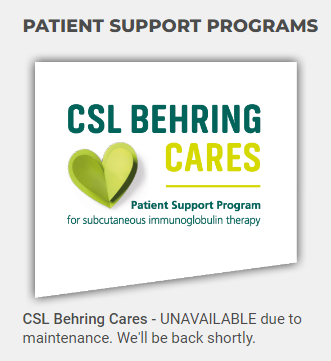 PATIENT SUPPORT PROGRAMS
CSL BEHRING
CARES
Patient Support Program
for subcutaneous immunoglobulin therapy
CSL Behring Cares - UNAVAILABLE due to
maintenance. We'll be back shortly.